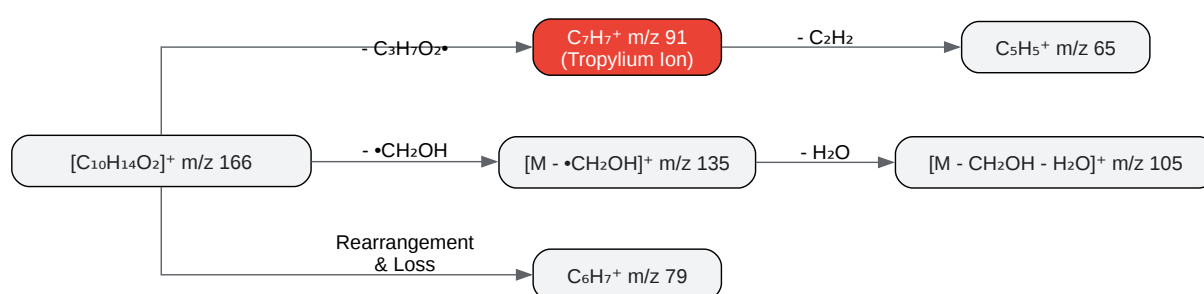 - C₃H₇O₂•
C₇H₇⁺ m/z 91
(Tropylium Ion)
- C₂H₂
C₅H₅⁺ m/z 65
[C₁₀H₁₄O₂]⁺ m/z 166
- •CH₂OH
[M - •CH₂OH]⁺ m/z 135
- H₂O
[M - CH₂OH - H₂O]⁺ m/z 105
Rearrangement
& Loss
C₆H₇⁺ m/z 79